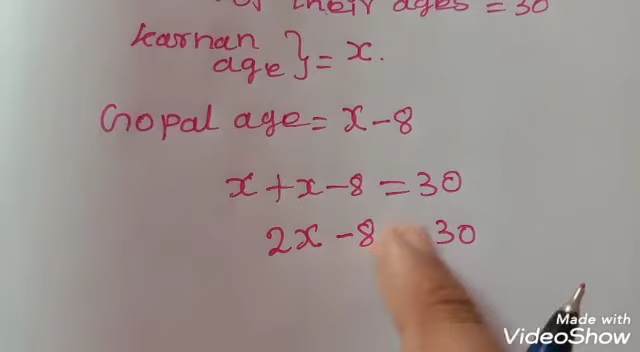 their ages = 30
Karnan
age } = x.
Gopal age = x - 8
x + x - 8 = 30
2x - 8 30
Made with
VideoShow